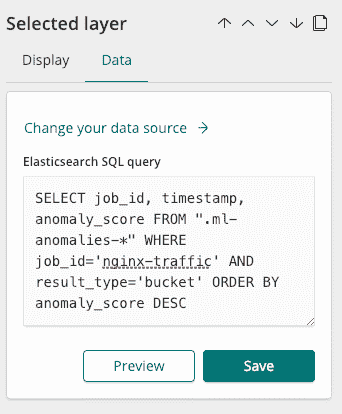 Selected layer
Display Data
Change your data source →
Elasticsearch SQL query
SELECT job_id, timestamp,
anomaly_score FROM ".ml-
anomalies-*" WHERE
job_id='nginx-traffic' AND
result_type='bucket' ORDER BY
anomaly_score DESC
Preview Save